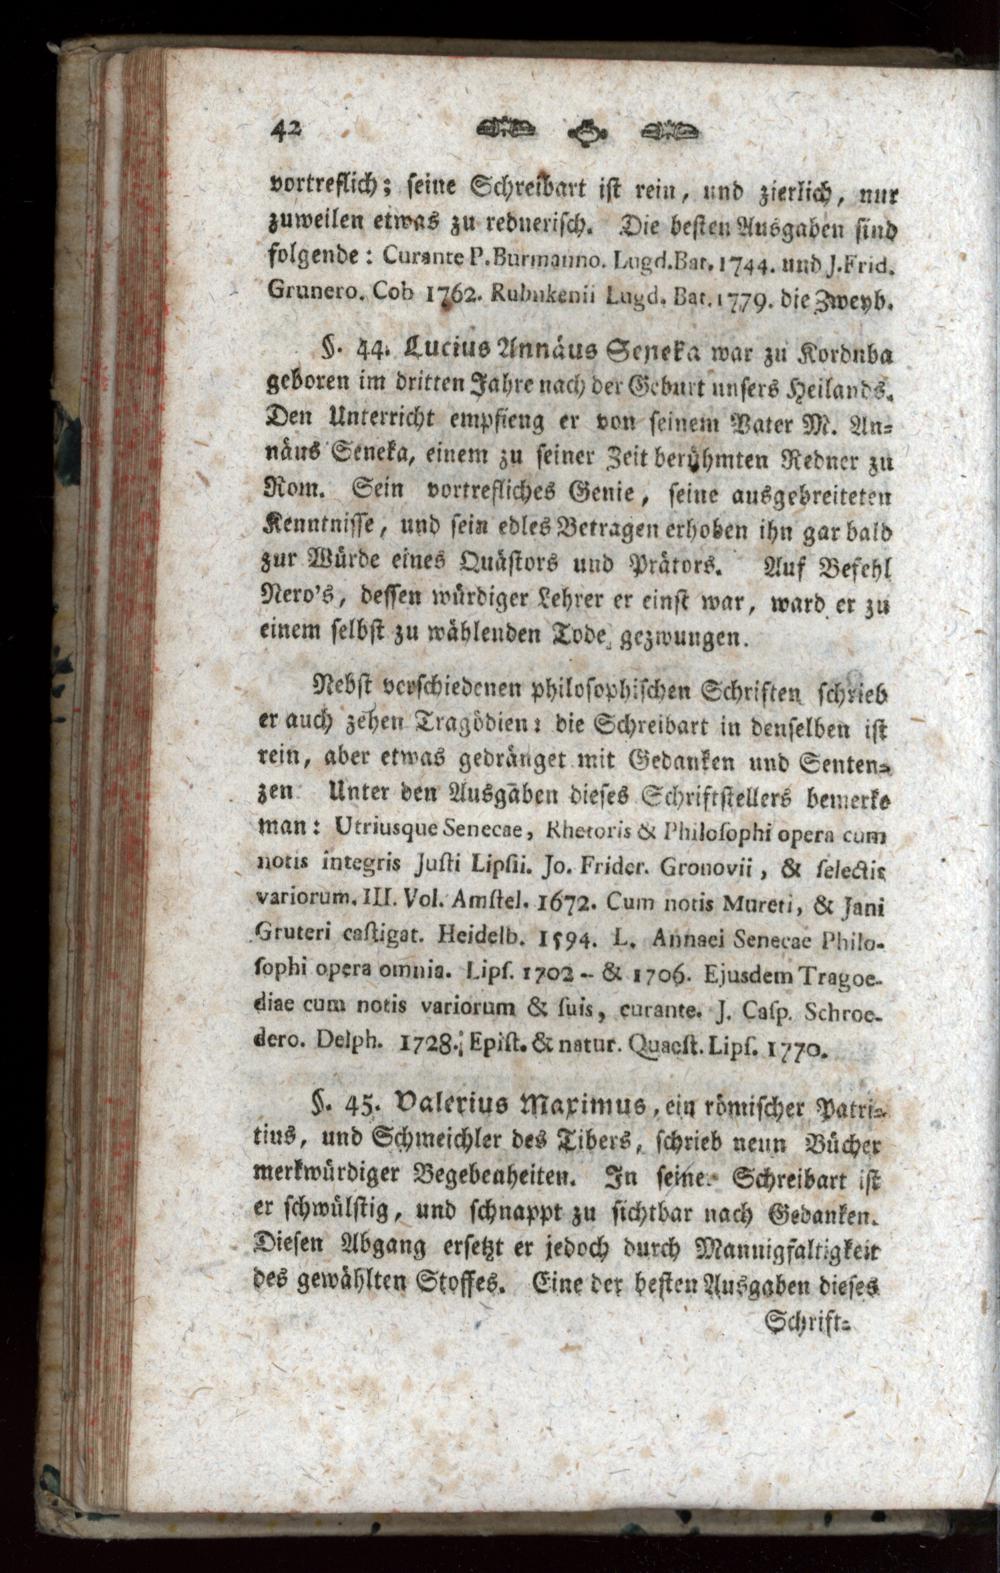 42
vortreflich; seine Schreibart ist rein, und zierlich, nur
zuweilen etwas zu rednerisch. Die besten Ausgaben sind
folgende: Curante P. Burmanno. Lugd. Bat. 1744. und J. Frid.
Grunero. Cob 1762. Ruhnkenii Lugd. Bat. 1779. die Zweyb.
§. 44. Lucius Annäus Seneka war zu Korduba
geboren im dritten Jahre nach der Geburt unsers Heilands.
Den Unterricht empfieng er von seinem Vater M. An=
näus Seneka, einem zu seiner Zeit berühmten Redner zu
Rom. Sein vortrefliches Genie, seine ausgebreiteten
Kenntnisse, und sein edles Betragen erhoben ihn gar bald
zur Würde eines Quästors und Prätors. Auf Befehl
Nero's, dessen würdiger Lehrer er einst war, ward er zu
einem selbst zu wählenden Tode gezwungen.
Nebst verschiedenen philosophischen Schriften schrieb
er auch zehen Tragödien: die Schreibart in denselben ist
rein, aber etwas gedränget mit Gedanken und Senten=
zen Unter den Ausgaben dieses Schriftstellers bemerke
man: Utriusque Senecae, Rhetoris & Philosophi opera cum
notis integris Justi Lipsii. Jo. Frider. Gronovii, & selectis
variorum. III. Vol. Amstel. 1672. Cum notis Mureti, & Jani
Gruteri castigat. Heidelb. 1594. L. Annaei Senecae Philo-
sophi opera omnia. Lips. 1702 -- & 1706. Ejusdem Tragoe-
diae cum notis variorum & suis, curante. J. Casp. Schroe-
dero. Delph. 1728.; Epist. & natur. Quaest. Lips. 1770.
§. 45. Valerius Maximus, ein römischer Patri=
tius, und Schmeichler des Tibers, schrieb neun Bücher
merkwürdiger Begebenheiten. In seiner Schreibart ist
er schwülstig, und schnappt zu sichtbar nach Gedanken.
Diesen Abgang ersetzt er jedoch durch Mannigfaltigkeit
des gewählten Stoffes. Eine der besten Ausgaben dieses
Schrift=